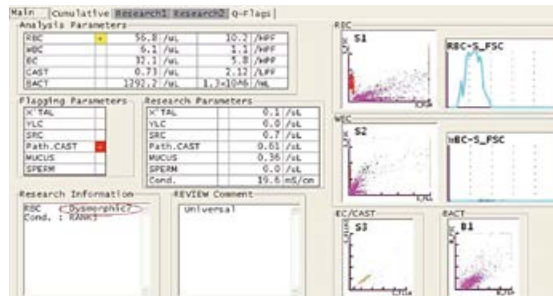 Main Cumulative Research1 Research2 Q-Flags
Analysis Parameters
RBC + 56.8 /uL 10.2 /HPF
WBC 6.1 /uL 1.1 /HPF
EC 32.1 /uL 5.8 /HPF
CAST 0.73 /uL 2.12 /LPF
BACT 1292.2 /uL 1.3*10^6 /mL
Flagging Parameters
X'TAL
YLC
SRC
Path.CAST +
MUCUS
SPERM
Research Parameters
X'TAL 0.1 /uL
YLC 0.0 /uL
SRC 0.7 /uL
Path.CAST 0.61 /uL
MUCUS 0.36 /uL
SPERM 0.0 /uL
Cond. 19.6 mS/cm
Research Information
RBC : Dysmorphic?
Cond. : RANK3
REVIEW Comment
Universal
RBC
S1
RBC-S_FSC
WBC
S2
WBC-S_FSC
EC/CAST
S3
BACT
B1